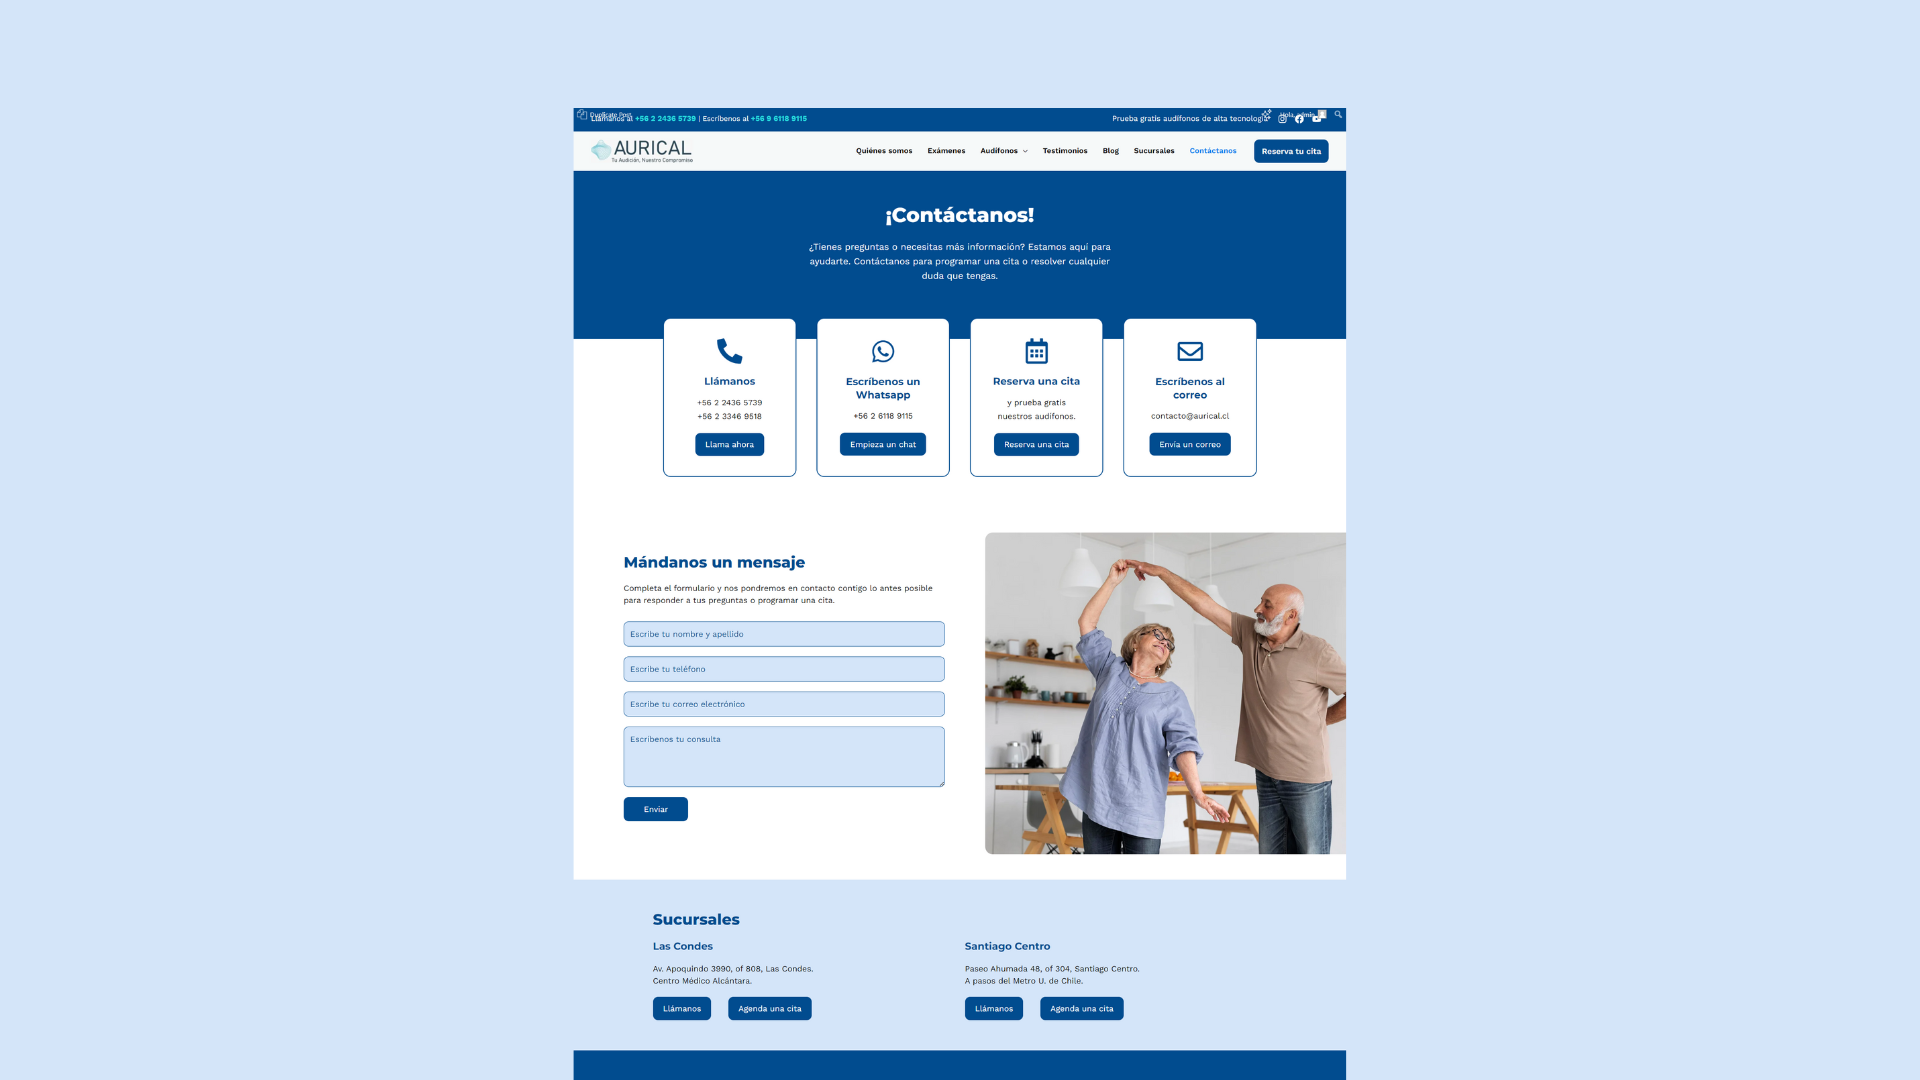 Duplicate Post
Llámanos al +56 2 2436 5739 | Escríbenos al +56 9 6118 9115
Prueba gratis audífonos de alta tecnología
Hola, admin
AURICAL
Tu Audición, Nuestro Compromiso
Quiénes somos
Exámenes
Audífonos
Testimonios
Blog
Sucursales
Contáctanos
Reserva tu cita
¡Contáctanos!
¿Tienes preguntas o necesitas más información? Estamos aquí para
ayudarte. Contáctanos para programar una cita o resolver cualquier
duda que tengas.
Llámanos
+56 2 2436 5739
+56 2 3346 9518
Llama ahora
Escríbenos un
Whatsapp
+56 2 6118 9115
Empieza un chat
Reserva una cita
y prueba gratis
nuestros audífonos.
Reserva una cita
Escríbenos al
correo
contacto@aurical.cl
Envía un correo
Mándanos un mensaje
Completa el formulario y nos pondremos en contacto contigo lo antes posible
para responder a tus preguntas o programar una cita.
Escribe tu nombre y apellido
Escribe tu teléfono
Escribe tu correo electrónico
Escríbenos tu consulta
Enviar
Sucursales
Las Condes
Av. Apoquindo 3990, of 808, Las Condes.
Centro Médico Alcántara.
Llámanos
Agenda una cita
Santiago Centro
Paseo Ahumada 48, of 304, Santiago Centro.
A pasos del Metro U. de Chile.
Llámanos
Agenda una cita